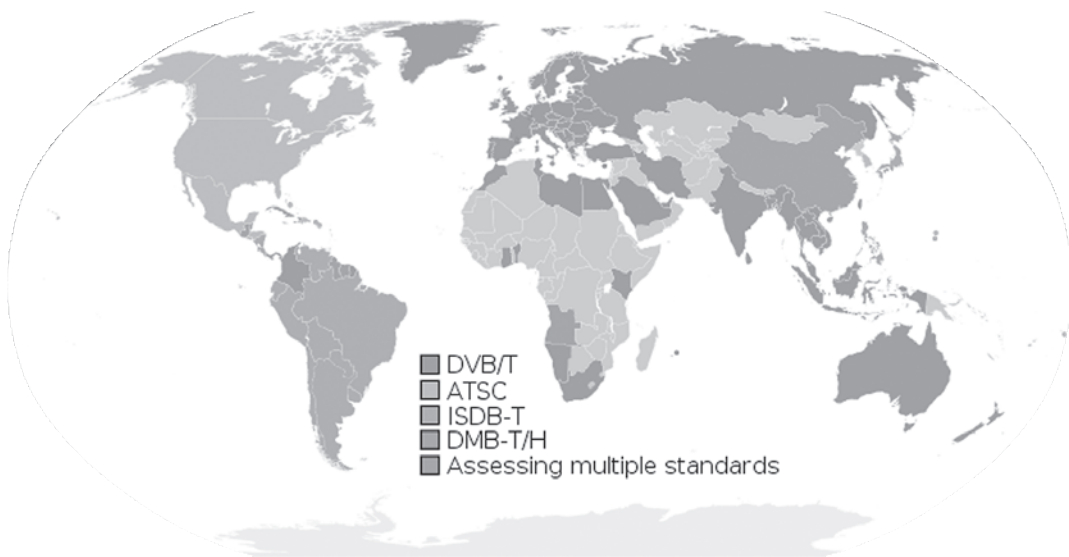 DVB/T
ATSC
ISDB-T
DMB-T/H
Assessing multiple standards